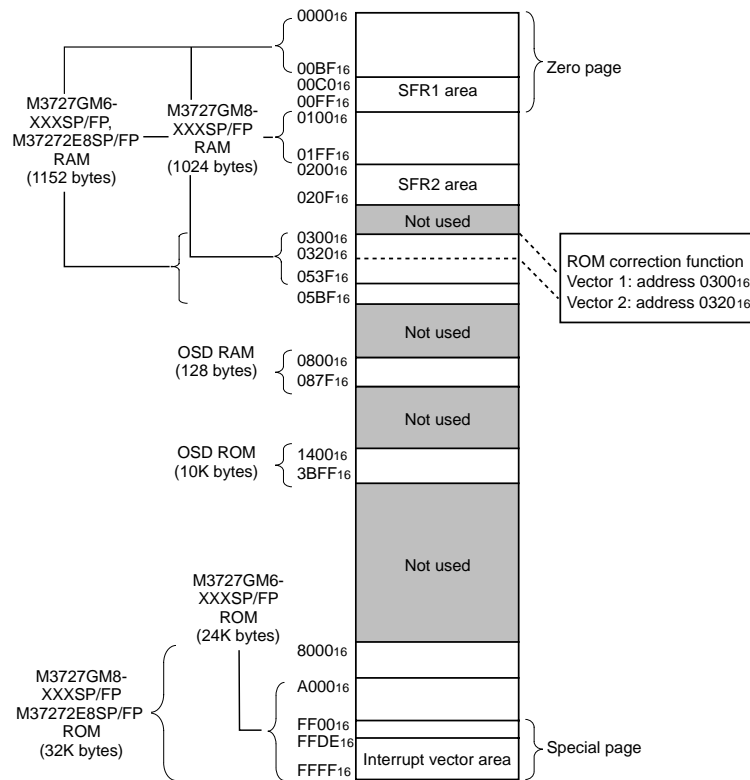 0000₁₆
00BF₁₆
00C0₁₆
00FF₁₆
SFR1 area
Zero page
M3727GM6-
XXXSP/FP,
M37272E8SP/FP
RAM
(1152 bytes)
M3727GM8-
XXXSP/FP
RAM
(1024 bytes)
0100₁₆
01FF₁₆
0200₁₆
SFR2 area
020F₁₆
Not used
0300₁₆
0320₁₆
053F₁₆
05BF₁₆
ROM correction function
Vector 1: address 0300₁₆
Vector 2: address 0320₁₆
Not used
OSD RAM
(128 bytes)
0800₁₆
087F₁₆
Not used
OSD ROM
(10K bytes)
1400₁₆
3BFF₁₆
Not used
M3727GM6-
XXXSP/FP
ROM
(24K bytes)
8000₁₆
M3727GM8-
XXXSP/FP
M37272E8SP/FP
ROM
(32K bytes)
A000₁₆
FF00₁₆
FFDE₁₆
Interrupt vector area
FFFF₁₆
Special page